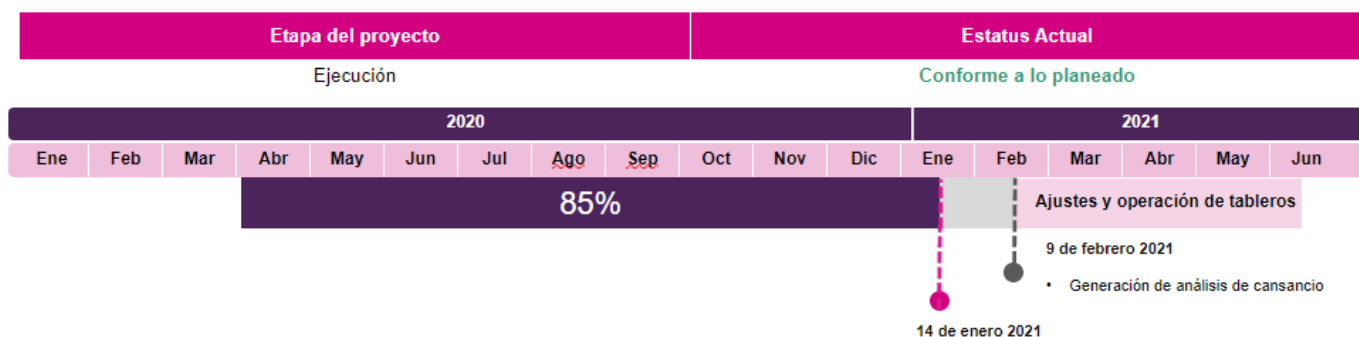 Etapa del proyecto
Estatus Actual
Ejecución
Conforme a lo planeado
2020
2021
Ene Feb Mar Abr May Jun Jul Ago Sep Oct Nov Dic Ene Feb Mar Abr May Jun
85%
Ajustes y operación de tableros
9 de febrero 2021
• Generación de análisis de cansancio
14 de enero 2021